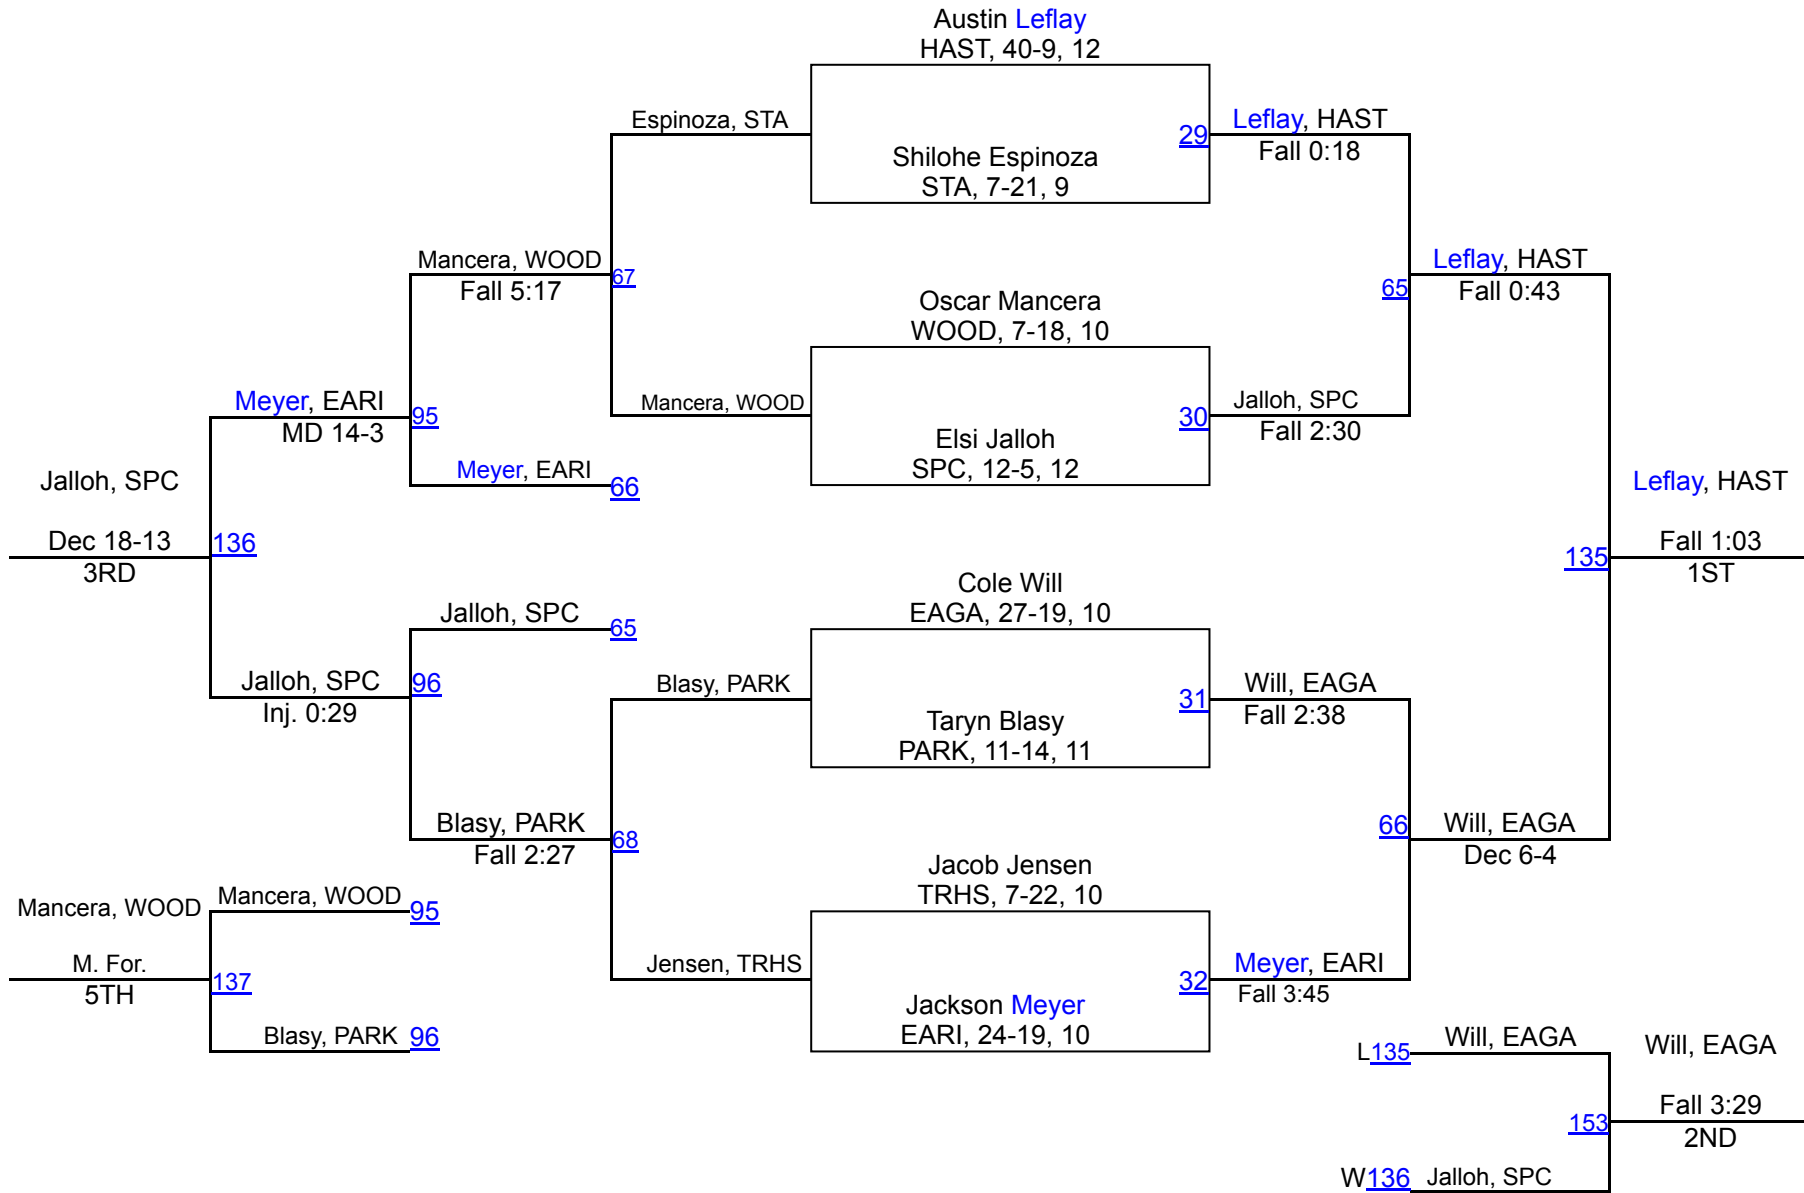 Austin Leflay
HAST, 40-9, 12
Espinoza, STA
29
Leflay, HAST
Fall 0:18
Shilohe Espinoza
STA, 7-21, 9
Mancera, WOOD
Fall 5:17
67
Oscar Mancera
WOOD, 7-18, 10
65
Leflay, HAST
Fall 0:43
Meyer, EARI
MD 14-3
95
Mancera, WOOD
30
Jalloh, SPC
Fall 2:30
Elsi Jalloh
SPC, 12-5, 12
Meyer, EARI
66
Jalloh, SPC
Dec 18-13
3RD
136
Leflay, HAST
135
Fall 1:03
1ST
Cole Will
EAGA, 27-19, 10
Jalloh, SPC
65
Jalloh, SPC
Inj. 0:29
96
Blasy, PARK
31
Will, EAGA
Fall 2:38
Taryn Blasy
PARK, 11-14, 11
Blasy, PARK
Fall 2:27
68
66
Will, EAGA
Dec 6-4
Jacob Jensen
TRHS, 7-22, 10
Mancera, WOOD
Mancera, WOOD
95
M. For.
5TH
137
Jensen, TRHS
32
Meyer, EARI
Fall 3:45
Jackson Meyer
EARI, 24-19, 10
Blasy, PARK
96
L135
Will, EAGA
Will, EAGA
153
Fall 3:29
2ND
W136
Jalloh, SPC